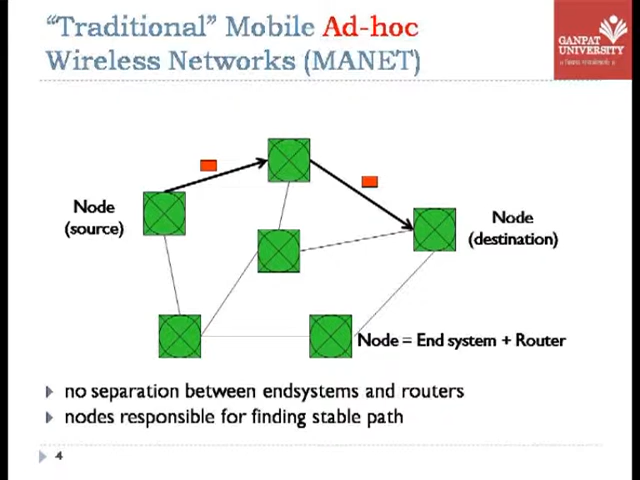 “Traditional” Mobile Ad-hoc
Wireless Networks (MANET)
GANPAT
UNIVERSITY
Node
(source)
Node
(destination)
Node = End system + Router
no separation between endsystems and routers
nodes responsible for finding stable path
4